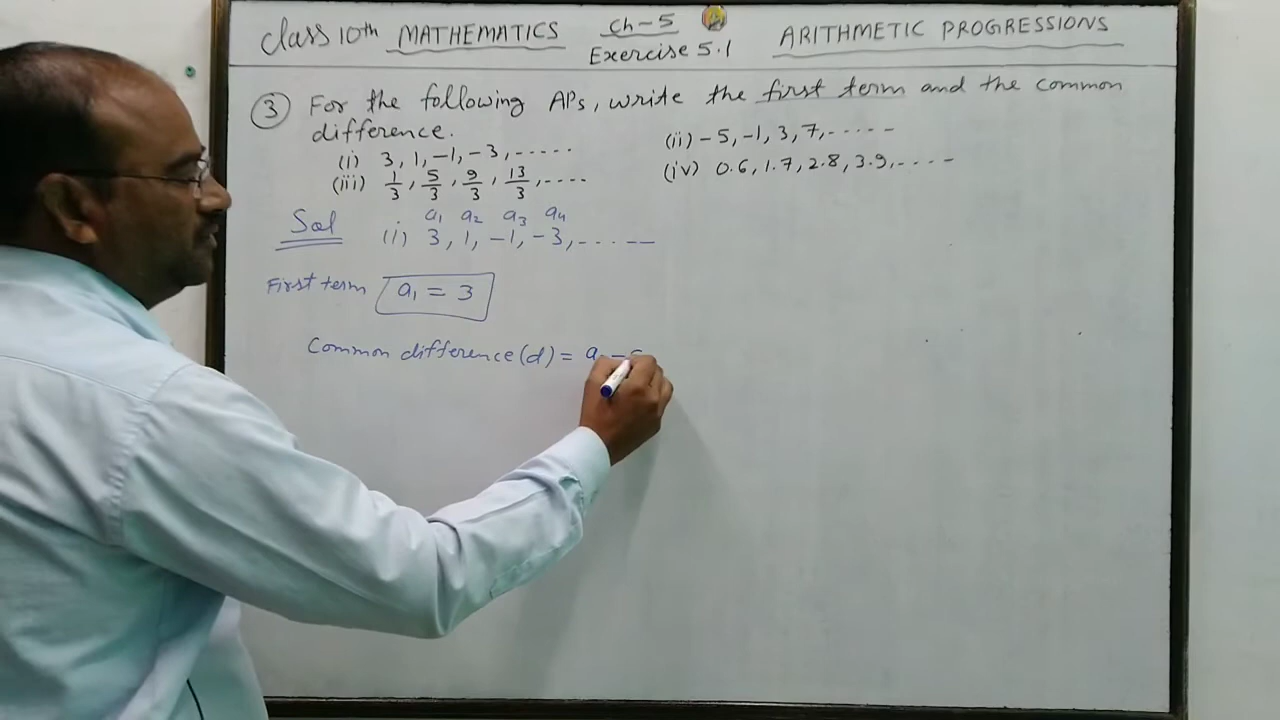 Class 10th MATHEMATICS Ch-5 ARITHMETIC PROGRESSIONS
Exercise 5.1
③ For the following APs, write the first term and the common
difference.
(i) 3, 1, -1, -3, .....
(ii) -5, -1, 3, 7, .....
(iii) 1/3, 5/3, 9/3, 13/3, ....
(iv) 0.6, 1.7, 2.8, 3.9, ....
Sol
a₁ a₂ a₃ a₄
(i) 3, 1, -1, -3, ......
First term a₁ = 3
Common difference (d) = a -